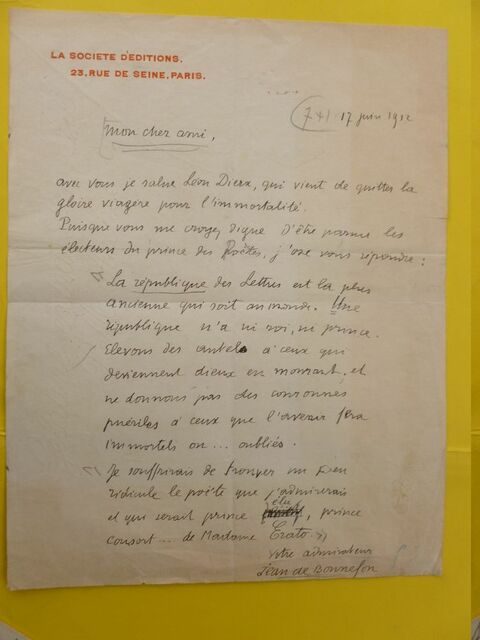 LA SOCIETE D'EDITIONS.
23, RUE DE SEINE, PARIS.
(7+1 17 juin 1912
Mon cher ami,
avec vous je salue Léon Dierx, qui vient de quitter la
gloire viagère pour l'immortalité.
Puisque vous me croyez digne d'être parmi les
électeurs du prince des Poëtes, j'ose vous répondre :
« La république des Lettres est la plus
ancienne qui soit au monde. Une
république n'a ni roi, ni prince.
Elevons des autels à ceux qui
deviennent dieux en mourant, et
ne donnons pas des couronnes
puériles à ceux que l'avenir fera
immortels ou... oubliés.
Je souffrirais de trouver un peu
ridicule le poëte que j'admirerais
et qui serait prince élu, prince
consort... de Madame Erato. »
Votre admirateur
Jean de Bonnefon